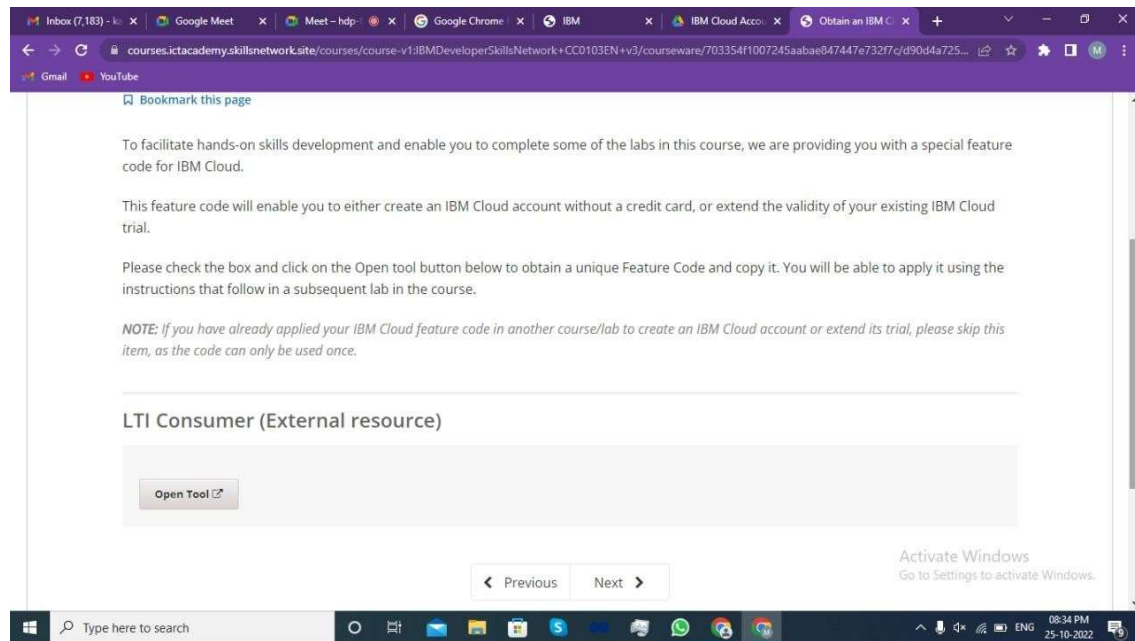 Inbox (7,183) - ka
Google Meet
Meet – hdp-
Google Chrome
IBM
IBM Cloud Accou
Obtain an IBM Cl
courses.ictacademy.skillsnetwork.site/courses/course-v1:IBMDeveloperSkillsNetwork+CC0103EN+v3/courseware/703354f1007245aabae847447e732f7c/d90d4a725...
M
Gmail
YouTube
Bookmark this page
To facilitate hands-on skills development and enable you to complete some of the labs in this course, we are providing you with a special feature
code for IBM Cloud.
This feature code will enable you to either create an IBM Cloud account without a credit card, or extend the validity of your existing IBM Cloud
trial.
Please check the box and click on the Open tool button below to obtain a unique Feature Code and copy it. You will be able to apply it using the
instructions that follow in a subsequent lab in the course.
NOTE: If you have already applied your IBM Cloud feature code in another course/lab to create an IBM Cloud account or extend its trial, please skip this
item, as the code can only be used once.
LTI Consumer (External resource)
Open Tool
Previous
Next
Activate Windows
Go to Settings to activate Windows.
Type here to search
ENG
08:34 PM
25-10-2022